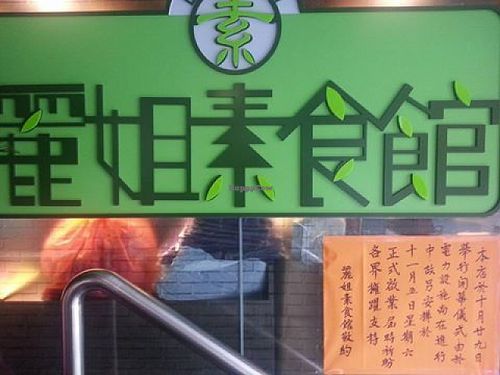 素
麗姐素食館
本店於十月廿九日
舉行開幕儀式由於
電力設施尚在進行
中故另安排於
十一月五日星期六
正式啟業屆時祈盼
各界擁躍支持
麗姐素食館敬約